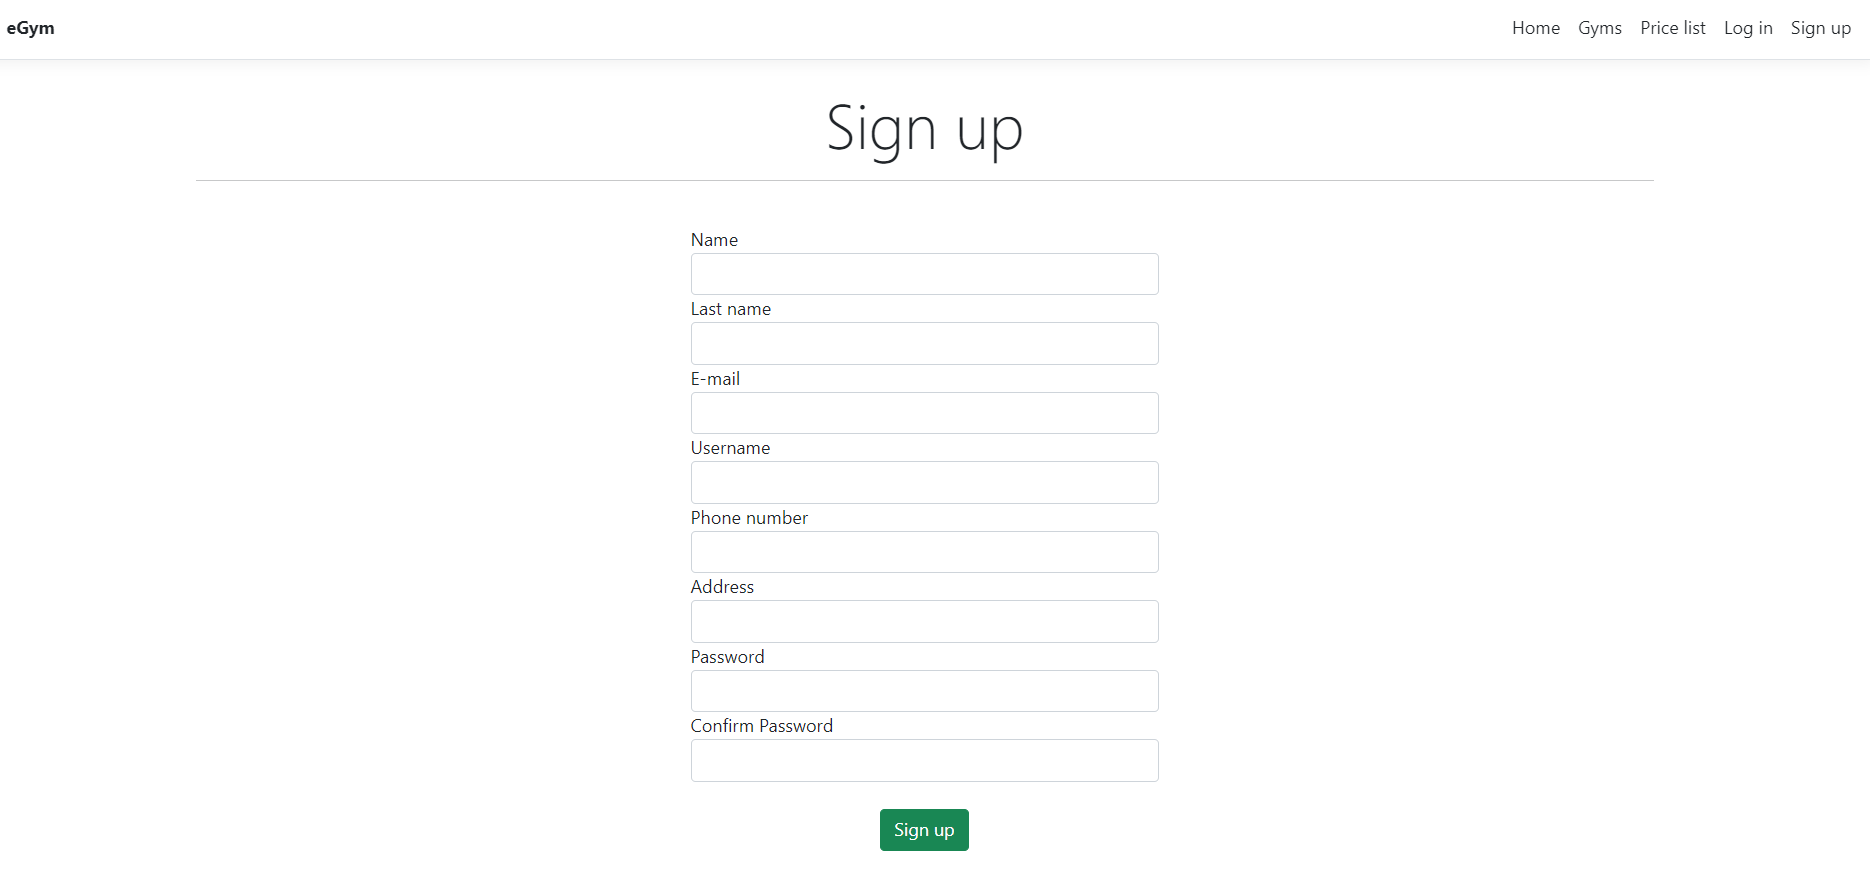 eGym Home Gyms Price list Log in Sign up
Sign up
Name
Last name
E-mail
Username
Phone number
Address
Password
Confirm Password
Sign up